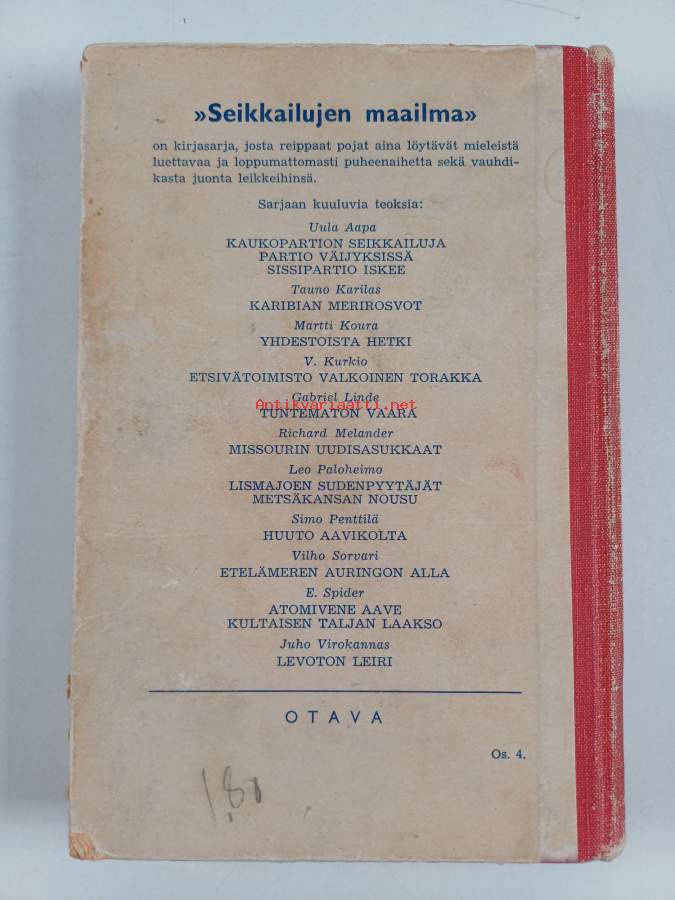 »Seikkailujen maailma»
on kirjasarja, josta reippaat pojat aina löytävät mieleistä
luettavaa ja loppumattomasti puheenaihetta sekä vauhdi-
kasta juonta leikkeihinsä.
Sarjaan kuuluvia teoksia:
Uula Aapa
KAUKOPARTION SEIKKAILUJA
PARTIO VÄIJYKSISSÄ
SISSIPARTIO ISKEE
Tauno Karilas
KARIBIAN MERIROSVOT
Martti Koura
YHDESTOISTA HETKI
V. Kurkio
ETSIVÄTOIMISTO VALKOINEN TORAKKA
Gabriel Linde
Antikvariaatti.net
TUNTEMATON VAARA
Richard Melander
MISSOURIN UUDISASUKKAAT
Leo Paloheimo
LISMAJOEN SUDENPYYTÄJÄT
METSÄKANSAN NOUSU
Simo Penttilä
HUUTO AAVIKOLTA
Vilho Sorvari
ETELÄMEREN AURINGON ALLA
E. Spider
ATOMIVENE AAVE
KULTAISEN TALJAN LAAKSO
Juho Virokannas
LEVOTON LEIRI
OTAVA
Os. 4.